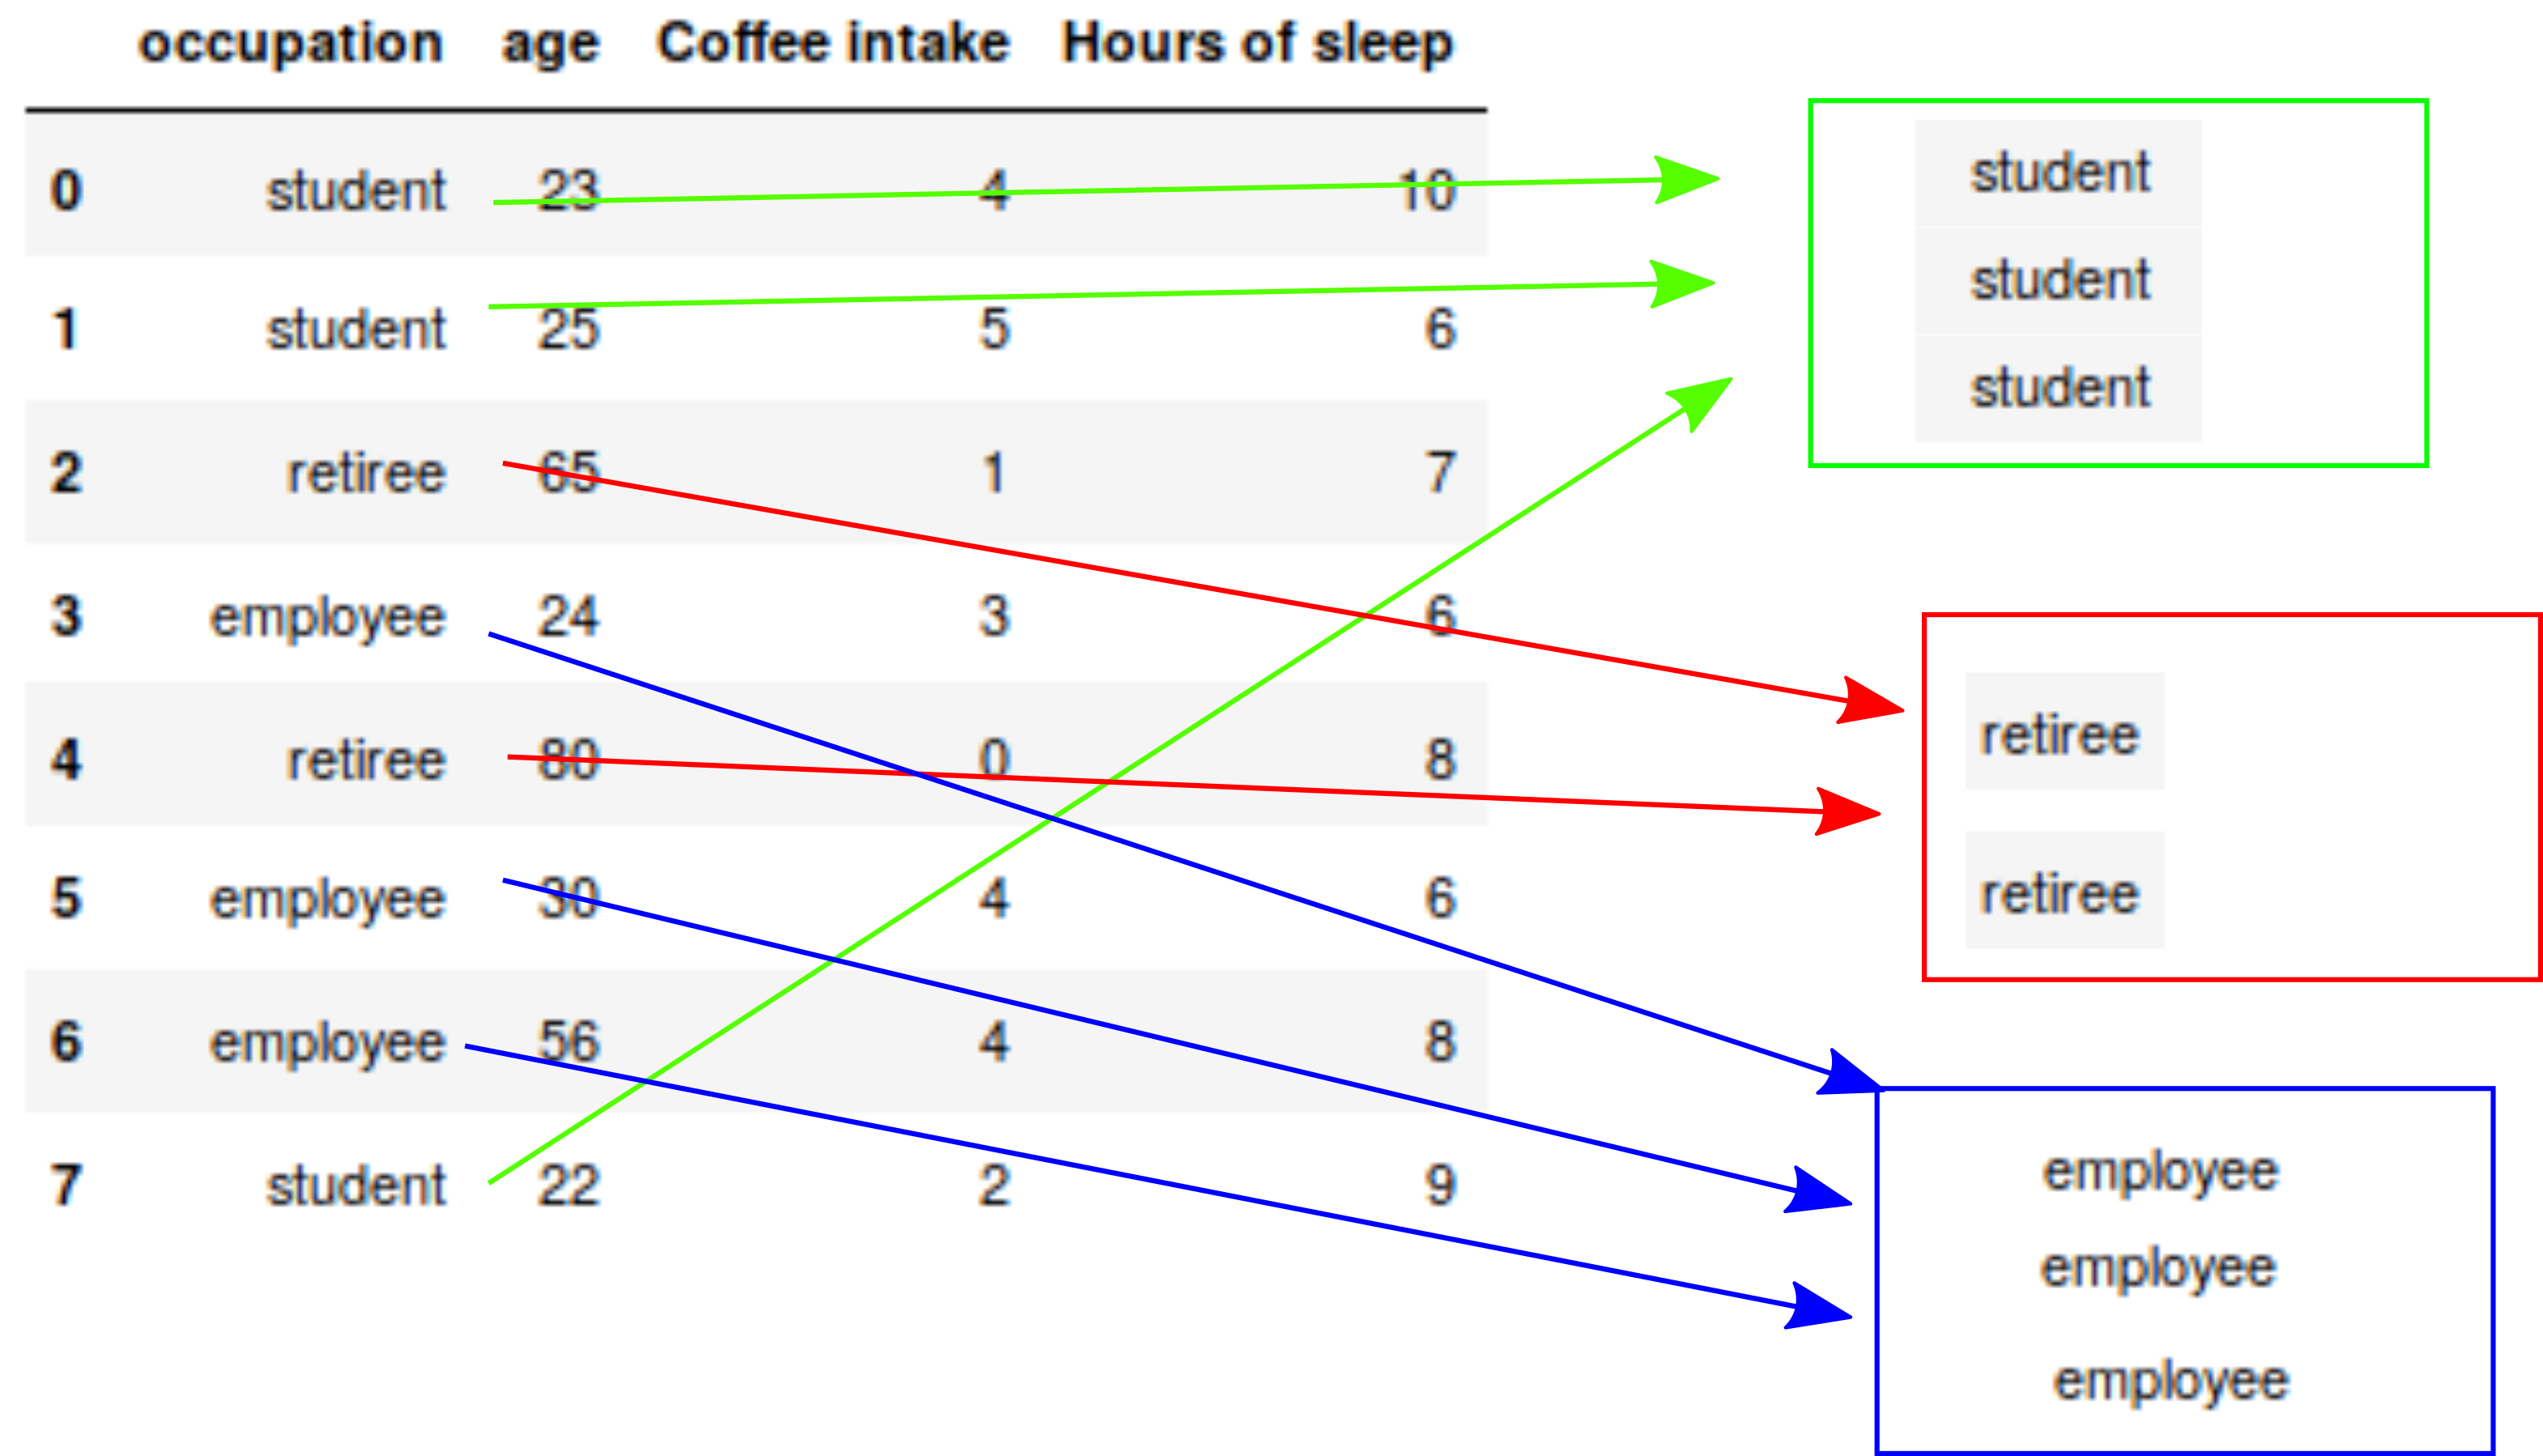 occupation age Coffee intake Hours of sleep
0 student 23 4 10
1 student 25 5 6
2 retiree 65 1 7
3 employee 24 3 6
4 retiree 80 0 8
5 employee 30 4 6
6 employee 56 4 8
7 student 22 2 9
student
student
student
retiree
retiree
employee
employee
employee